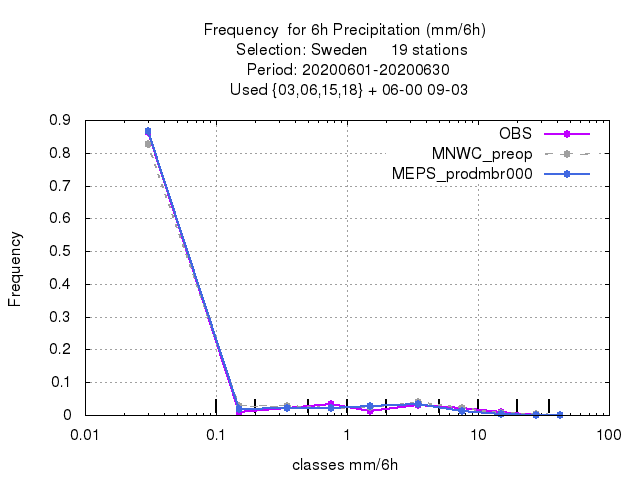 Frequency  for 6h Precipitation (mm/6h)
Selection: Sweden     19 stations
Period: 20200601-20200630
Used {03,06,15,18} + 06-00 09-03
OBS
MNWC_preop
MEPS_prodmbr000
Frequency
0.9
0.8
0.7
0.6
0.5
0.4
0.3
0.2
0.1
0
0.01
0.1
1
10
100
classes mm/6h